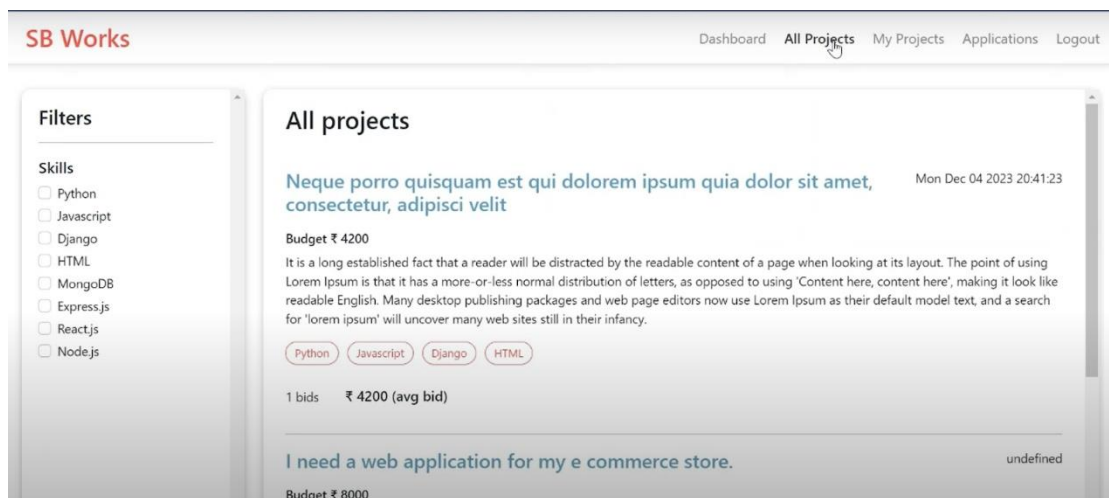 SB Works
Dashboard All Projects My Projects Applications Logout
Filters
Skills
Python
Javascript
Django
HTML
MongoDB
Express.js
React.js
Node.js
All projects
Neque porro quisquam est qui dolorem ipsum quia dolor sit amet,
consectetur, adipisci velit
Mon Dec 04 2023 20:41:23
Budget ₹ 4200
It is a long established fact that a reader will be distracted by the readable content of a page when looking at its layout. The point of using
Lorem Ipsum is that it has a more-or-less normal distribution of letters, as opposed to using 'Content here, content here', making it look like
readable English. Many desktop publishing packages and web page editors now use Lorem Ipsum as their default model text, and a search
for 'lorem ipsum' will uncover many web sites still in their infancy.
Python Javascript Django HTML
1 bids ₹ 4200 (avg bid)
I need a web application for my e commerce store.
undefined
Budget ₹ 8000